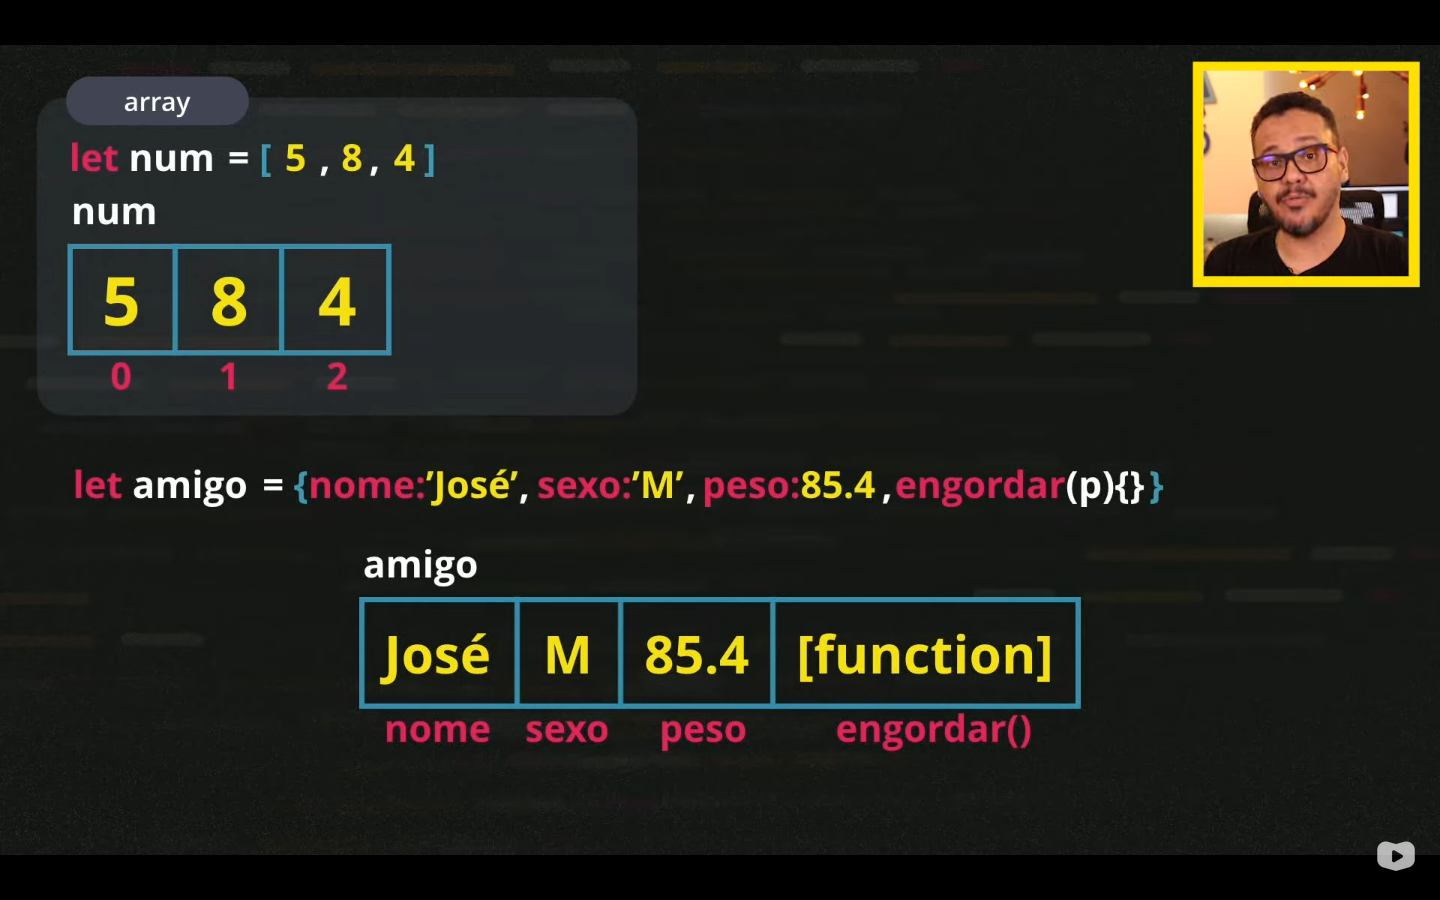 array
let num = [ 5 , 8 , 4 ]
num
5 8 4
0 1 2
let amigo = {nome:’José’, sexo:’M’, peso:85.4 ,engordar(p){} }
amigo
José M 85.4 [function]
nome sexo peso engordar()